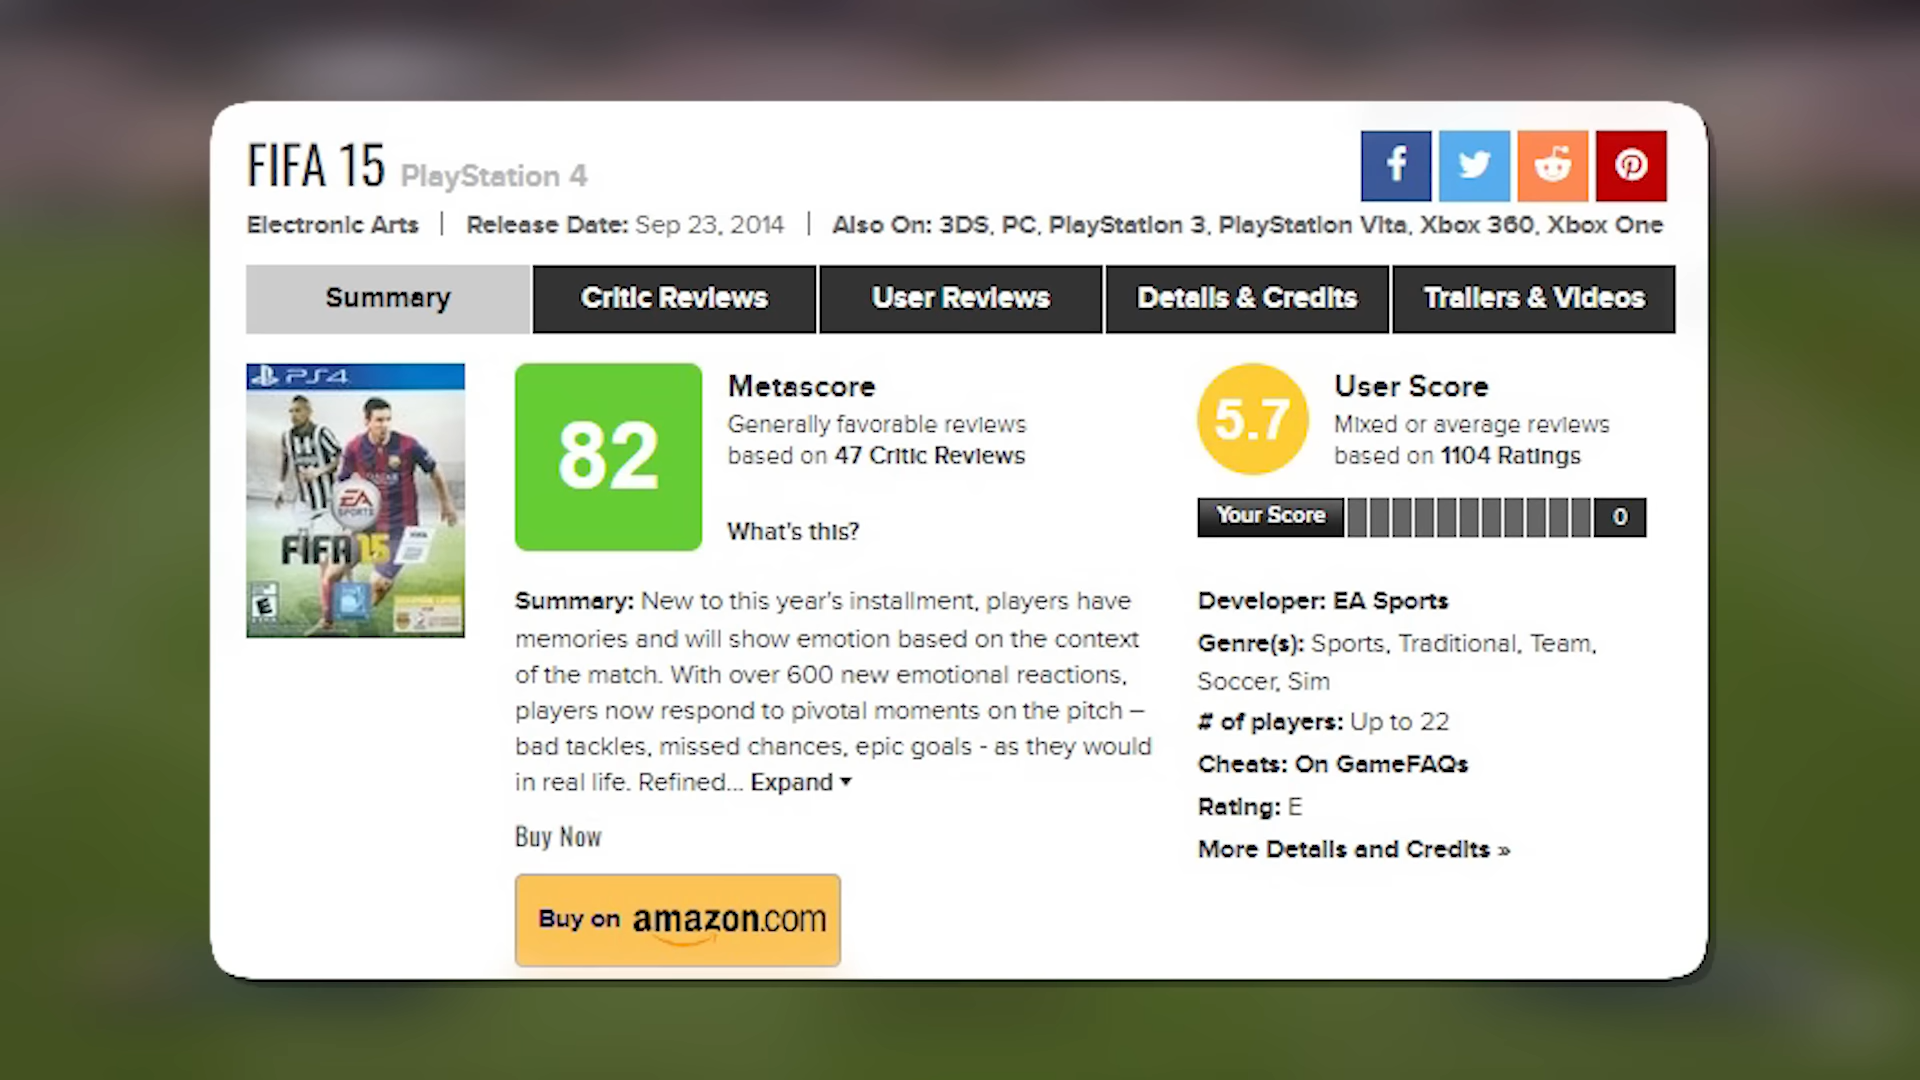 FIFA 15 PlayStation 4
Electronic Arts | Release Date: Sep 23, 2014 | Also On: 3DS, PC, PlayStation 3, PlayStation Vita, Xbox 360, Xbox One
Summary Critic Reviews User Reviews Details & Credits Trailers & Videos
PS4
EA
SPORTS
FIFA 15
E
82
Metascore
Generally favorable reviews
based on 47 Critic Reviews
What's this?
5.7
User Score
Mixed or average reviews
based on 1104 Ratings
Your Score 0
Summary: New to this year's installment, players have
memories and will show emotion based on the context
of the match. With over 600 new emotional reactions,
players now respond to pivotal moments on the pitch –
bad tackles, missed chances, epic goals - as they would
in real life. Refined... Expand
Buy Now
Buy on amazon.com
Developer: EA Sports
Genre(s): Sports, Traditional, Team,
Soccer, Sim
# of players: Up to 22
Cheats: On GameFAQs
Rating: E
More Details and Credits »